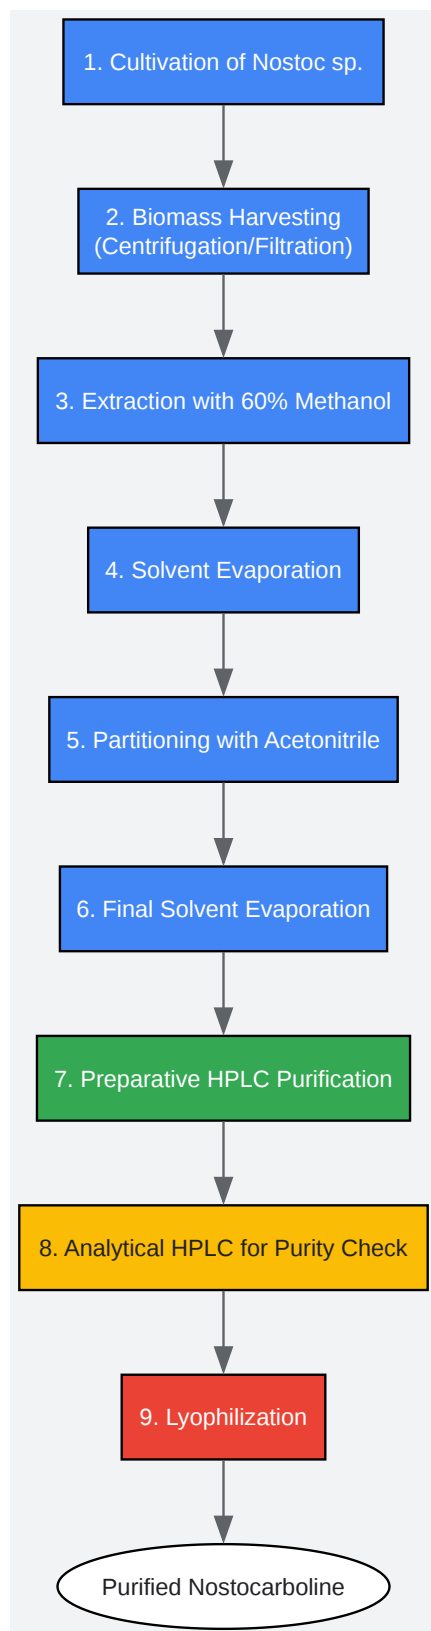 1. Cultivation of Nostoc sp.
2. Biomass Harvesting
(Centrifugation/Filtration)
3. Extraction with 60% Methanol
4. Solvent Evaporation
5. Partitioning with Acetonitrile
6. Final Solvent Evaporation
7. Preparative HPLC Purification
8. Analytical HPLC for Purity Check
9. Lyophilization
Purified Nostocarboline